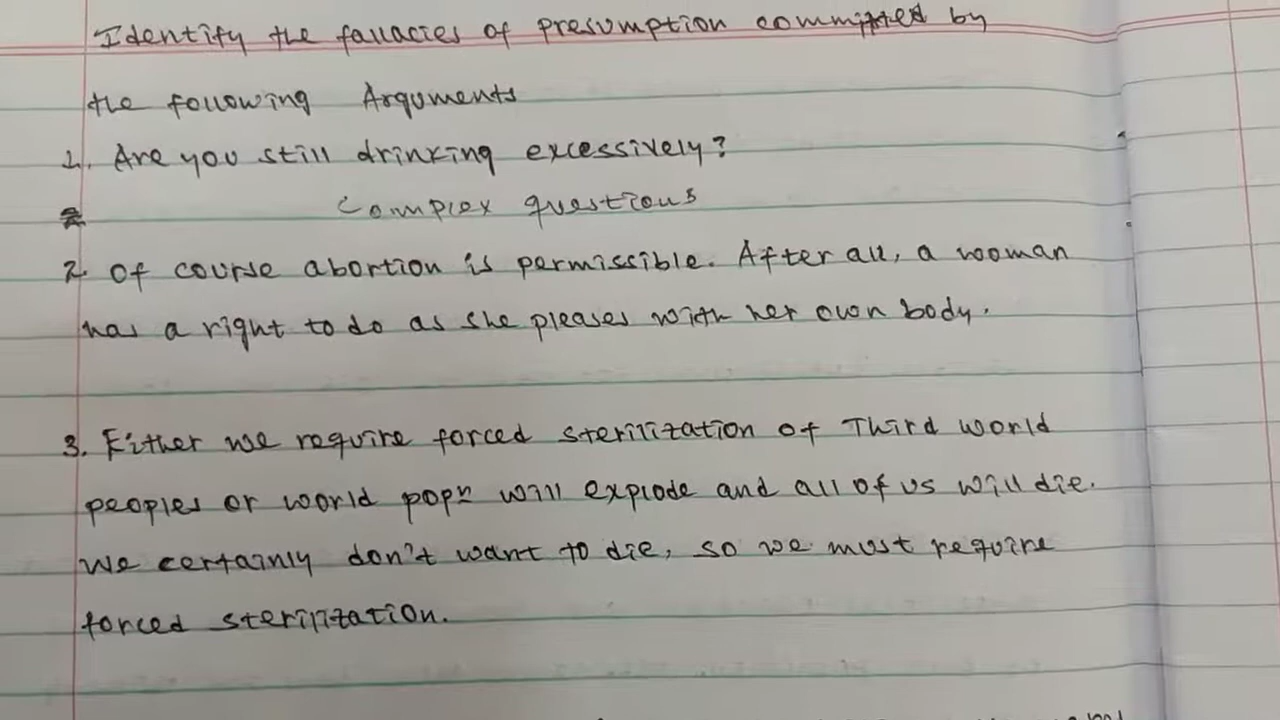 Identify the fallacies of presumption committed by
the following Arguments
1. Are you still drinking excessively?
complex questions
2. Of course abortion is permissible. After all, a wooman
has a right to do as she pleases with her own body.
3. Either we require forced sterilization of Third world
peoples or world popn will explode and all of us will die.
We certainly don't want to die, so we must require
forced sterilization.